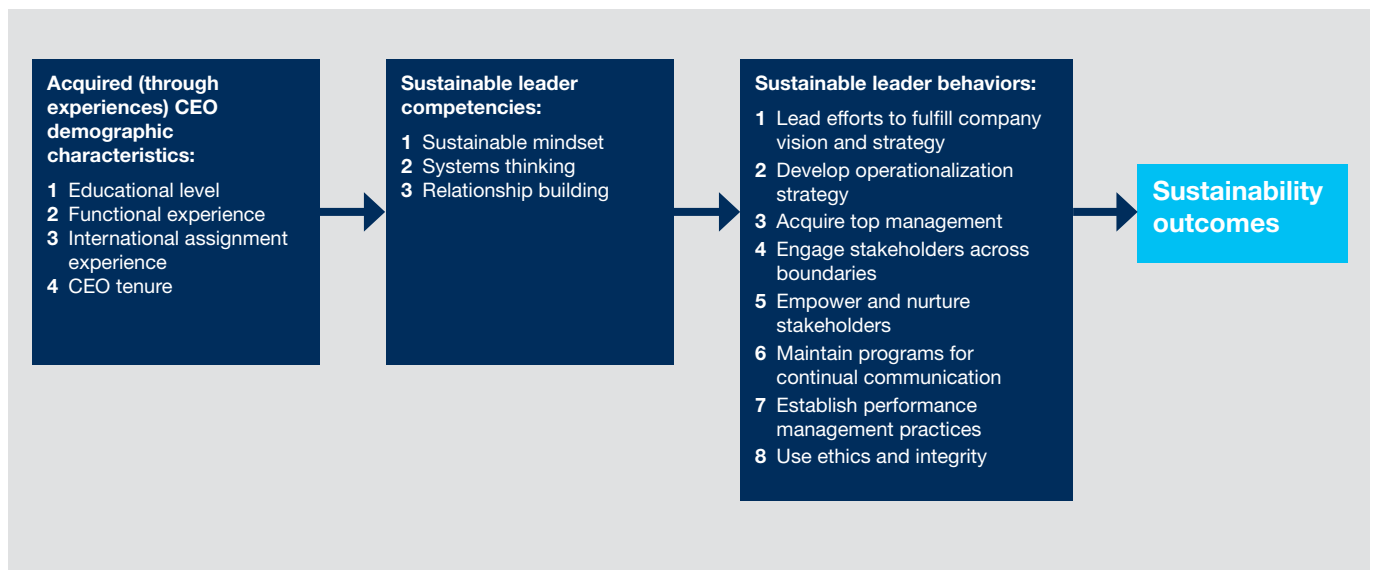 Acquired (through
experiences) CEO
demographic
characteristics:
1 Educational level
2 Functional experience
3 International assignment
experience
4 CEO tenure
Sustainable leader
competencies:
1 Sustainable mindset
2 Systems thinking
3 Relationship building
Sustainable leader behaviors:
1 Lead efforts to fulfill company
vision and strategy
2 Develop operationalization
strategy
3 Acquire top management
4 Engage stakeholders across
boundaries
5 Empower and nurture
stakeholders
6 Maintain programs for
continual communication
7 Establish performance
management practices
8 Use ethics and integrity
Sustainability
outcomes